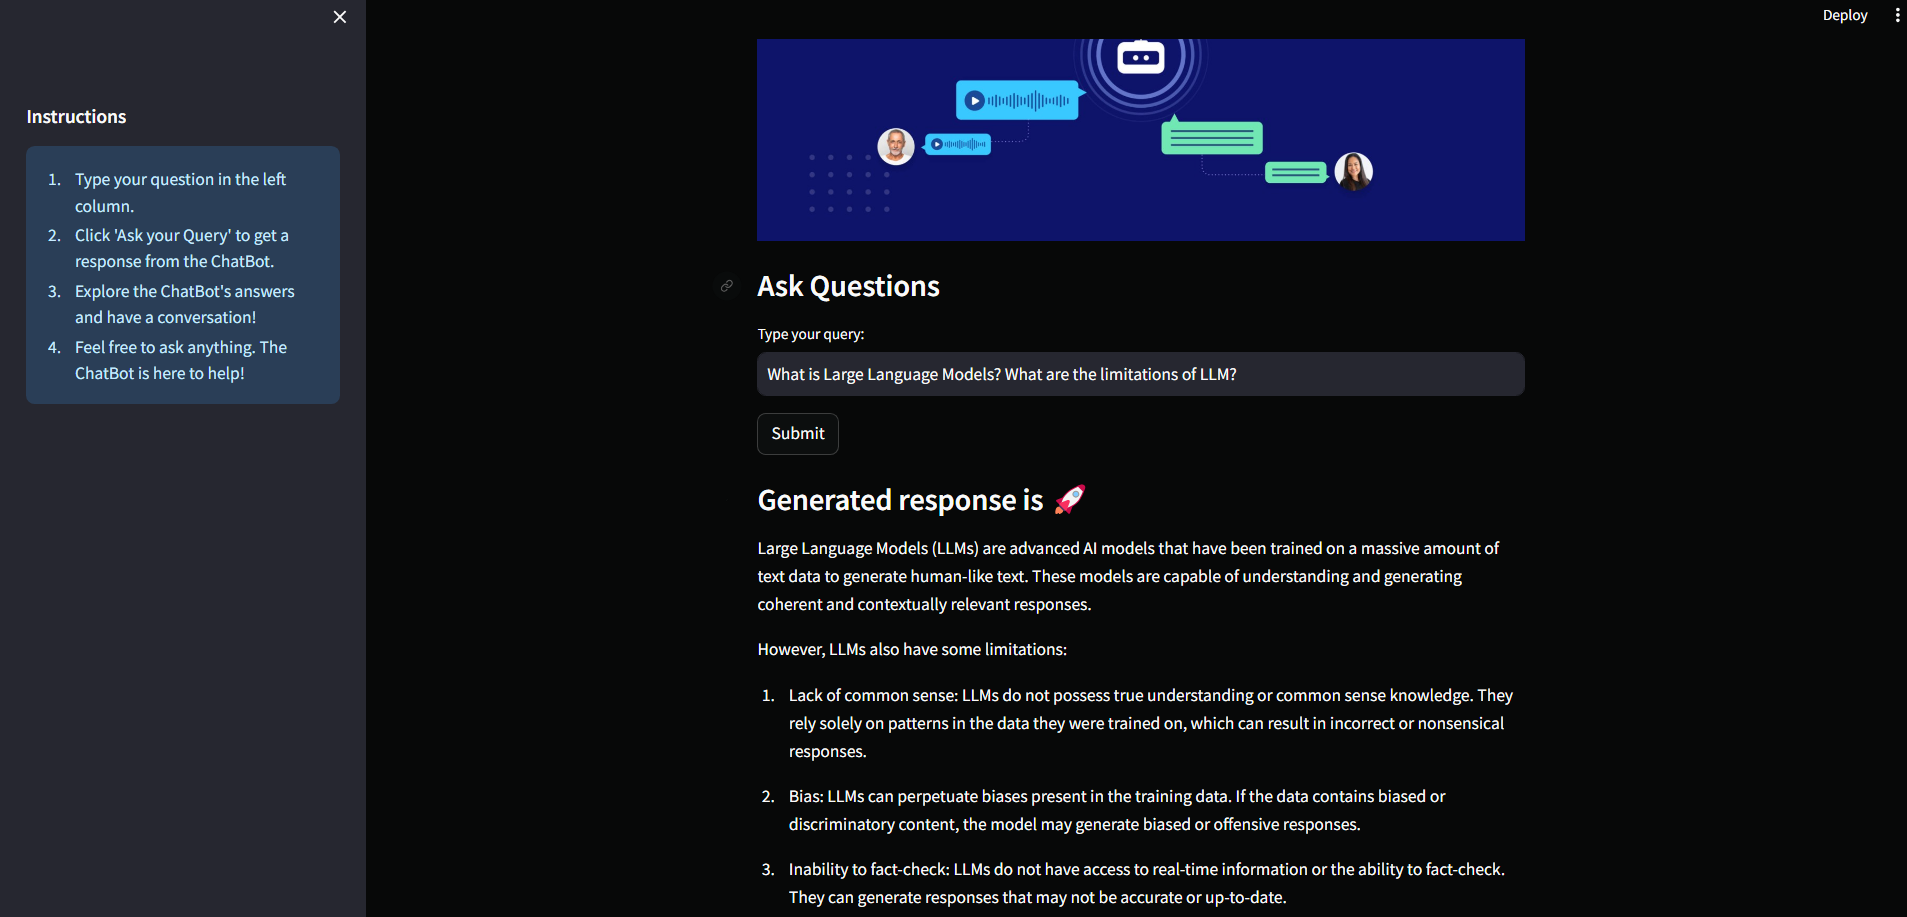 Deploy
Instructions
1. Type your question in the left
column.
2. Click 'Ask your Query' to get a
response from the ChatBot.
3. Explore the ChatBot's answers
and have a conversation!
4. Feel free to ask anything. The
ChatBot is here to help!
Ask Questions
Type your query:
What is Large Language Models? What are the limitations of LLM?
Submit
Generated response is 🚀
Large Language Models (LLMs) are advanced AI models that have been trained on a massive amount of
text data to generate human-like text. These models are capable of understanding and generating
coherent and contextually relevant responses.
However, LLMs also have some limitations:
1. Lack of common sense: LLMs do not possess true understanding or common sense knowledge. They
rely solely on patterns in the data they were trained on, which can result in incorrect or nonsensical
responses.
2. Bias: LLMs can perpetuate biases present in the training data. If the data contains biased or
discriminatory content, the model may generate biased or offensive responses.
3. Inability to fact-check: LLMs do not have access to real-time information or the ability to fact-check.
They can generate responses that may not be accurate or up-to-date.